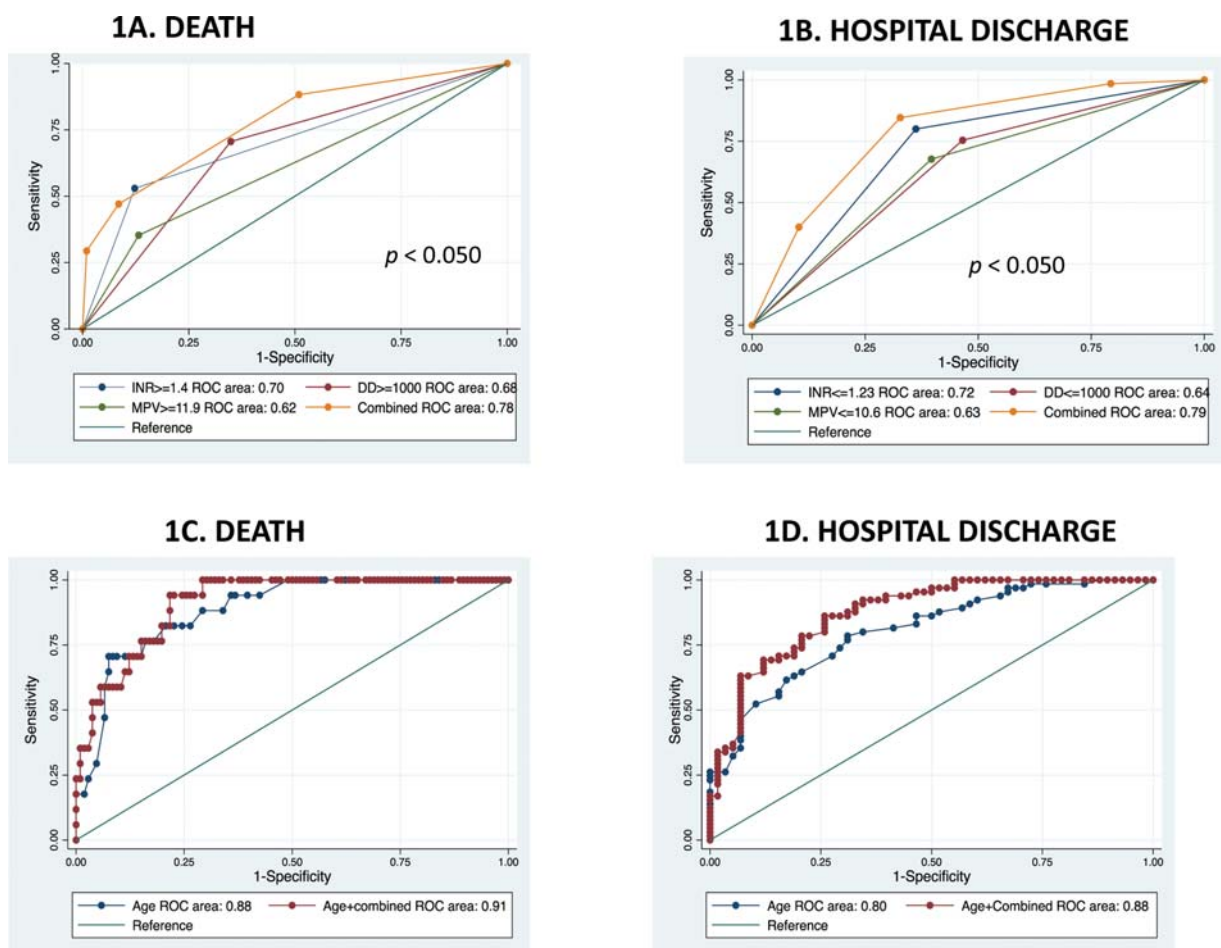 1A. DEATH
1.00
0.75
0.50
0.25
0.00
Sensitivity
p < 0.050
0.00 0.25 0.50 0.75 1.00
1-Specificity
INR>=1.4 ROC area: 0.70 DD>=1000 ROC area: 0.68
MPV>=11.9 ROC area: 0.62 Combined ROC area: 0.78
Reference
1B. HOSPITAL DISCHARGE
1.00
0.75
0.50
0.25
0.00
Sensitivity
p < 0.050
0.00 0.25 0.50 0.75 1.00
1-Specificity
INR<=1.23 ROC area: 0.72 DD<=1000 ROC area: 0.64
MPV<=10.6 ROC area: 0.63 Combined ROC area: 0.79
Reference
1C. DEATH
1.00
0.75
0.50
0.25
0.00
Sensitivity
0.00 0.25 0.50 0.75 1.00
1-Specificity
Age ROC area: 0.88 Age+combined ROC area: 0.91
Reference
1D. HOSPITAL DISCHARGE
1.00
0.75
0.50
0.25
0.00
Sensitivity
0.00 0.25 0.50 0.75 1.00
1-Specificity
Age ROC area: 0.80 Age+Combined ROC area: 0.88
Reference